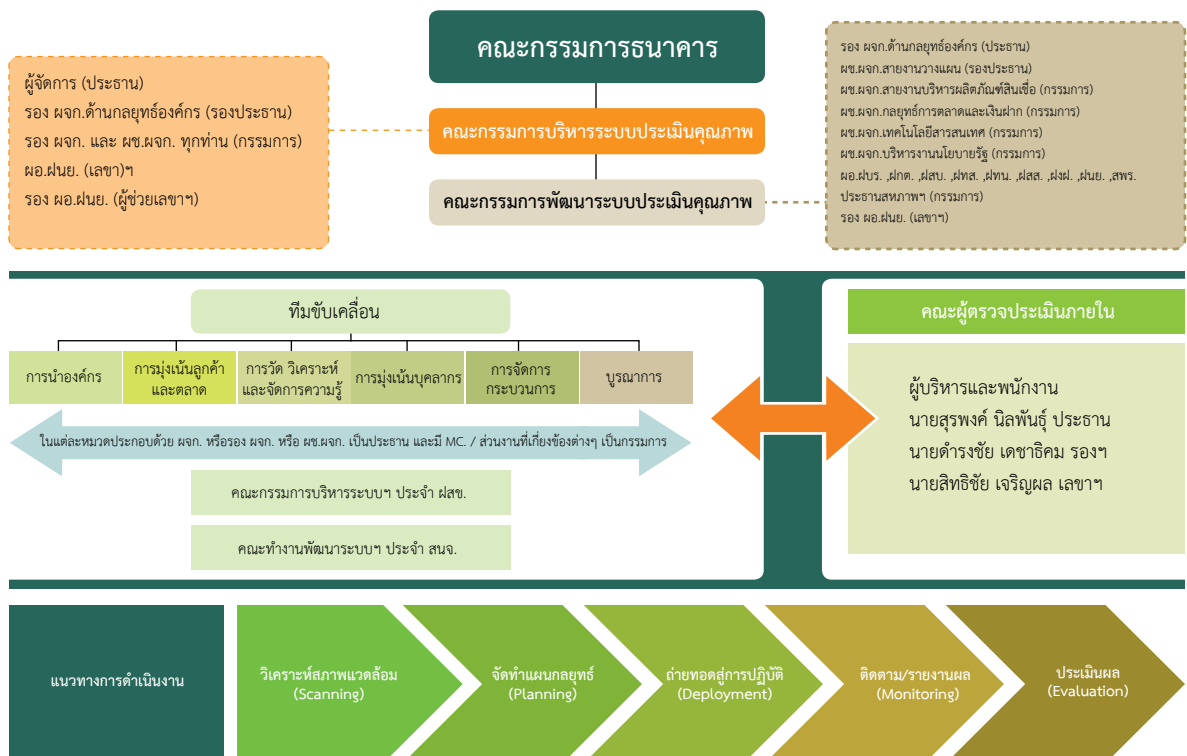 คณะกรรมการธนาคาร
คณะกรรมการบริหารระบบประเมินคุณภาพ
คณะกรรมการพัฒนาระบบประเมินคุณภาพ
ผู้จัดการ (ประธาน)
รอง ผจก.ด้านกลยุทธ์องค์กร (รองประธาน)
รอง ผจก. และ ผช.ผจก. ทุกท่าน (กรรมการ)
ผอ.ฝนย. (เลขา)ฯ
รอง ผอ.ฝนย. (ผู้ช่วยเลขาฯ)
รอง ผจก.ด้านกลยุทธ์องค์กร (ประธาน)
ผช.ผจก.สายงานวางแผน (รองประธาน)
ผช.ผจก.สายงานบริหารผลิตภัณฑ์สินเชื่อ (กรรมการ)
ผช.ผจก.กลยุทธ์การตลาดและเงินฝาก (กรรมการ)
ผช.ผจก.เทคโนโลยีสารสนเทศ (กรรมการ)
ผช.ผจก.บริหารงานนโยบายรัฐ (กรรมการ)
ผอ.ฝบร. ,ฝกต. ,ฝสบ. ,ฝทส. ,ฝทน. ,ฝสส. ,ฝงฝ. ,ฝนย. ,สพร.
ประธานสหภาพฯ (กรรมการ)
รอง ผอ.ฝนย. (เลขาฯ)
ทีมขับเคลื่อน
การนำองค์กร
การมุ่งเน้นลูกค้า
และตลาด
การวัด วิเคราะห์
และจัดการความรู้
การมุ่งเน้นบุคลากร
การจัดการ
กระบวนการ
บูรณาการ
ในแต่ละหมวดประกอบด้วย ผจก. หรือรอง ผจก. หรือ ผช.ผจก. เป็นประธาน และมี MC. / ส่วนงานที่เกี่ยงข้องต่างๆ เป็นกรรมการ
คณะกรรมการบริหารระบบฯ ประจำ ฝสข.
คณะทำงานพัฒนาระบบฯ ประจำ สนจ.
คณะผู้ตรวจประเมินภายใน
ผู้บริหารและพนักงาน
นายสุรพงค์ นิลพันธุ์ ประธาน
นายดำรงชัย เดชาธิคม รองฯ
นายสิทธิชัย เจริญผล เลขาฯ
แนวทางการดำเนินงาน
วิเคราะห์สภาพแวดล้อม
(Scanning)
จัดทำแผนกลยุทธ์
(Planning)
ถ่ายทอดสู่การปฏิบัติ
(Deployment)
ติดตาม/รายงานผล
(Monitoring)
ประเมินผล
(Evaluation)